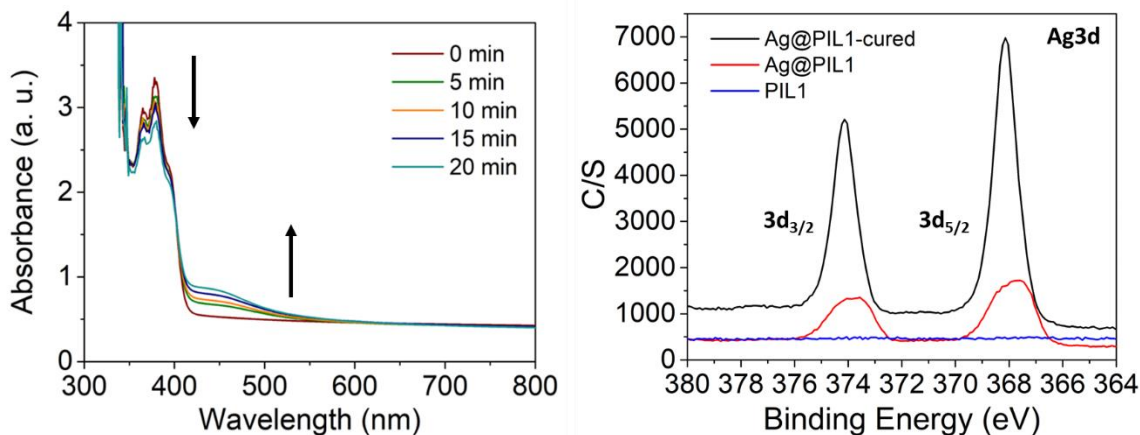 4
3
2
1
0
300
400
500
600
700
800
Absorbance (a. u.)
Wavelength (nm)
0 min
5 min
10 min
15 min
20 min
7000
6000
5000
4000
3000
2000
1000
0
380
378
376
374
372
370
368
366
364
C/S
Binding Energy (eV)
Ag@PIL1-cured
Ag@PIL1
PIL1
Ag3d
3d3/2
3d5/2